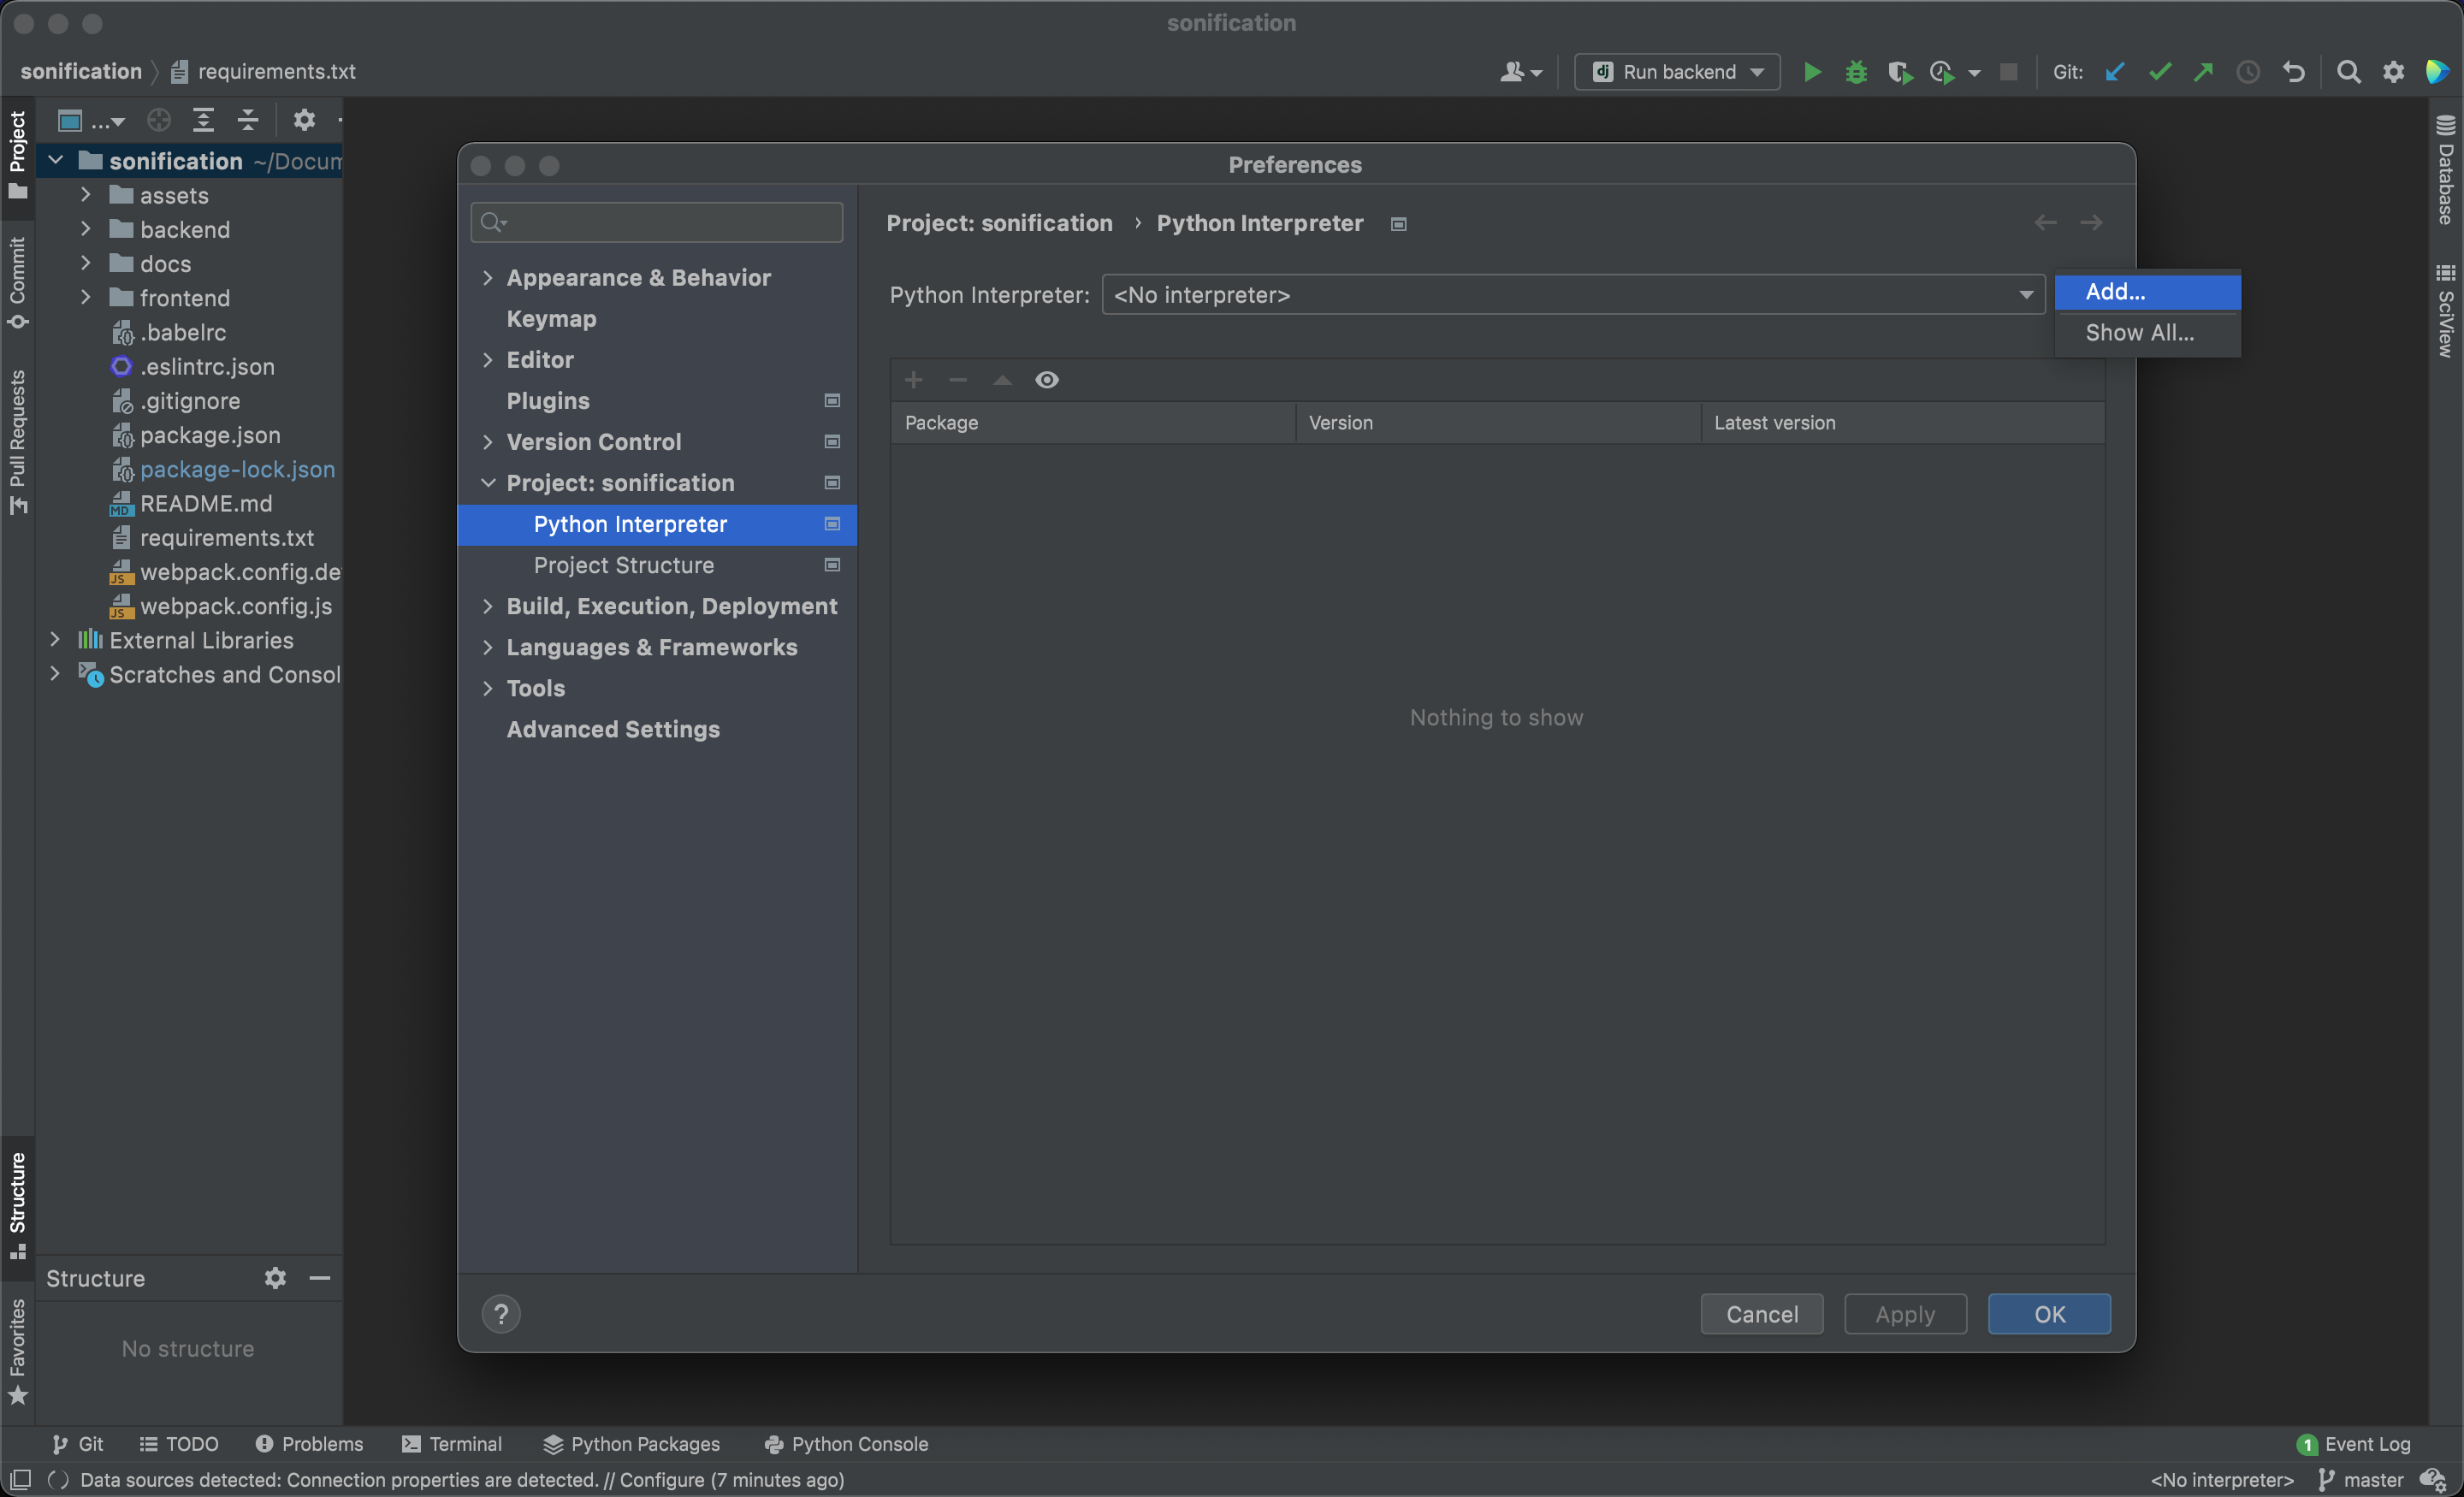 sonification
sonification
requirements.txt
dj
Run backend
Git:
Project
Commit
Pull Requests
...
sonification ~/Docum
assets
backend
docs
frontend
.babelrc
.eslintrc.json
.gitignore
package.json
package-lock.json
MD README.md
requirements.txt
JS webpack.config.de
JS webpack.config.js
External Libraries
Scratches and Consol
Structure
Favorites
Structure
No structure
Preferences
Appearance & Behavior
Keymap
Editor
Plugins
Version Control
Project: sonification
Python Interpreter
Project Structure
Build, Execution, Deployment
Languages & Frameworks
Tools
Advanced Settings
Project: sonification › Python Interpreter
Python Interpreter: <No interpreter>
Add...
Show All...
Package Version Latest version
Nothing to show
?
Cancel Apply OK
Database
SciView
Git TODO Problems Terminal Python Packages Python Console
1 Event Log
Data sources detected: Connection properties are detected. // Configure (7 minutes ago)
<No interpreter> master